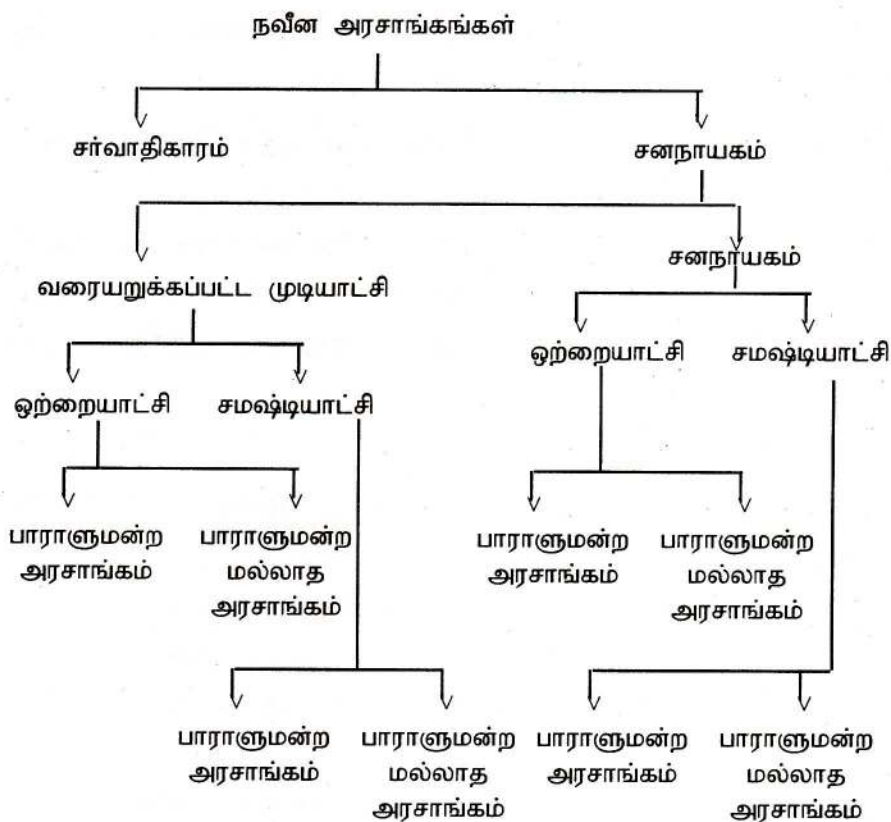 நவீன அரசாங்கங்கள்
சர்வாதிகாரம்
சனநாயகம்
வரையறுக்கப்பட்ட முடியாட்சி
சனநாயகம்
ஒற்றையாட்சி
சமஷ்டியாட்சி
ஒற்றையாட்சி
சமஷ்டியாட்சி
பாராளுமன்ற
அரசாங்கம்
பாராளுமன்ற
மல்லாத
அரசாங்கம்
பாராளுமன்ற
அரசாங்கம்
பாராளுமன்ற
மல்லாத
அரசாங்கம்
பாராளுமன்ற
அரசாங்கம்
பாராளுமன்ற
மல்லாத
அரசாங்கம்
பாராளுமன்ற
அரசாங்கம்
பாராளுமன்ற
மல்லாத
அரசாங்கம்